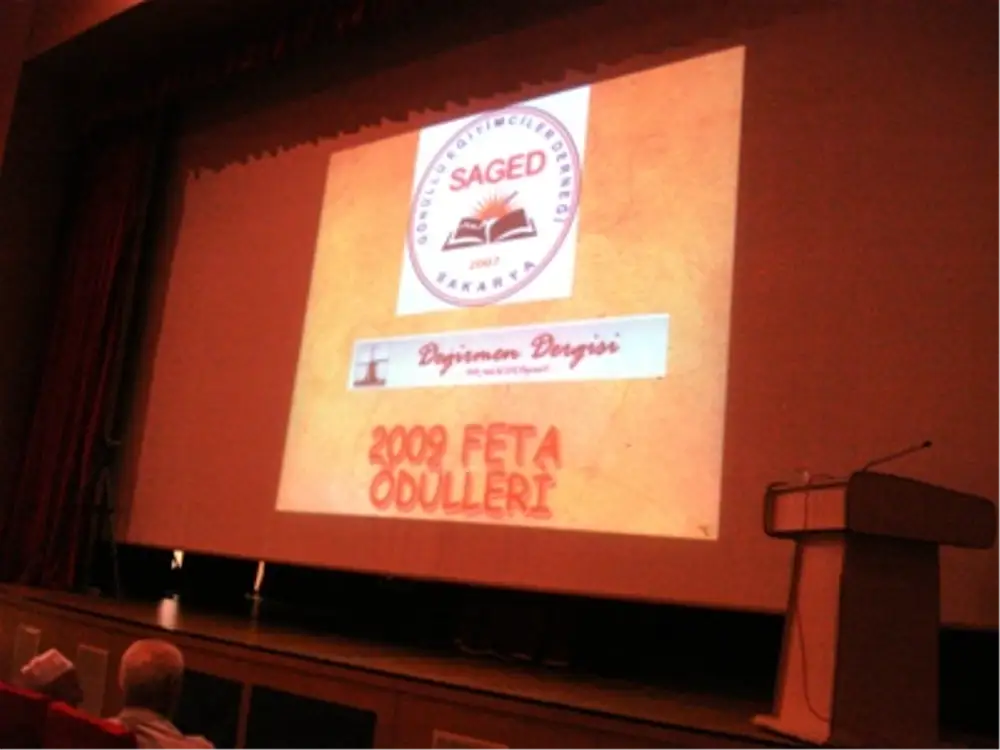 GÖNÜLLÜ EĞİTİMCİLER DERNEĞİ
SAGED
2007
SAKARYA
Değirmen Dergisi
2009 FETA
ÖDÜLLERİ